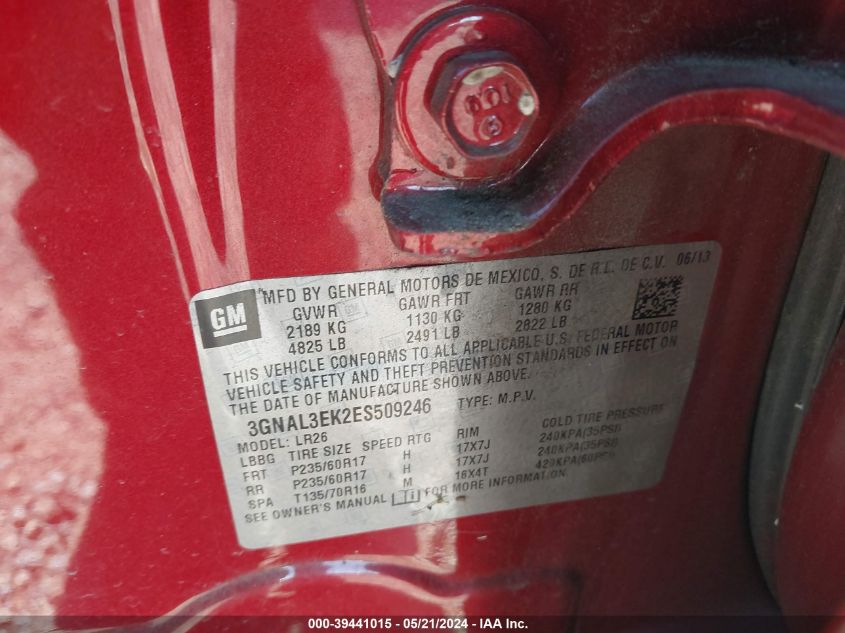 108
9
GM
MFD BY GENERAL MOTORS DE MEXICO, S. DE R.L. DE C.V. 06/13
GVWR GAWR FRT GAWR RR
2189 KG 1130 KG 1280 KG
4825 LB 2491 LB 2822 LB
THIS VEHICLE CONFORMS TO ALL APPLICABLE U.S. FEDERAL MOTOR
VEHICLE SAFETY AND THEFT PREVENTION STANDARDS IN EFFECT ON
THE DATE OF MANUFACTURE SHOWN ABOVE.
3GNAL3EK2ES509246 TYPE: M.P.V.
MODEL: LR26
LBBG TIRE SIZE SPEED RTG RIM COLD TIRE PRESSURE
FRT P235/60R17 H 17X7J 240KPA(35PSI)
RR P235/60R17 H 17X7J 240KPA(35PSI)
SPA T135/70R16 M 16X4T 420KPA(60PSI)
SEE OWNER'S MANUAL i FOR MORE INFORMATION
000-39441015 — 05/21/2024 — IAA Inc.